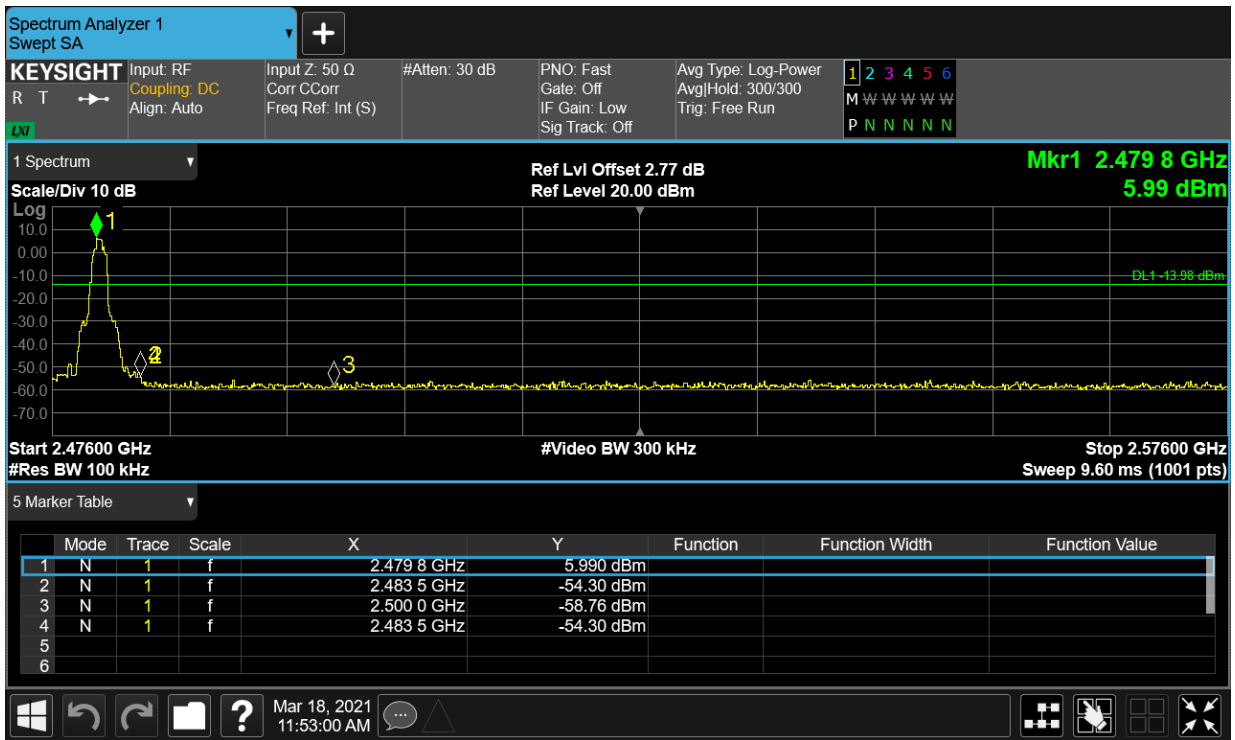 Spectrum Analyzer 1
Swept SA
+
KEYSIGHT Input: RF Input Z: 50 Ω #Atten: 30 dB PNO: Fast Avg Type: Log-Power 1 2 3 4 5 6
R T Coupling: DC Corr CCorr Gate: Off Avg|Hold: 300/300 M W W W W W
Align: Auto Freq Ref: Int (S) IF Gain: Low Trig: Free Run
LXI Sig Track: Off P N N N N N
1 Spectrum Ref Lvl Offset 2.77 dB Mkr1 2.479 8 GHz
Scale/Div 10 dB Ref Level 20.00 dBm 5.99 dBm
Log
1
10.0
0.00
-10.0 DL1 -13.98 dBm
-20.0
-30.0
-40.0
2 3
-50.0
-60.0
-70.0
Start 2.47600 GHz #Video BW 300 kHz Stop 2.57600 GHz
#Res BW 100 kHz Sweep 9.60 ms (1001 pts)
5 Marker Table
Mode Trace Scale X Y Function Function Width Function Value
1 N 1 f 2.479 8 GHz 5.990 dBm
2 N 1 f 2.483 5 GHz -54.30 dBm
3 N 1 f 2.500 0 GHz -58.76 dBm
4 N 1 f 2.483 5 GHz -54.30 dBm
5
6
? Mar 18, 2021
11:53:00 AM